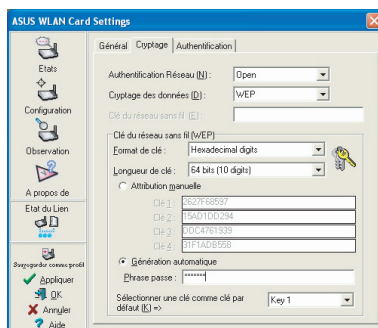 ASUS WLAN Card Settings
Etats
Configuration
Observation
A propos de
Etat du Lien
Sauvegarder comme profil
Appliquer
OK
Annuler
Aide
Général Cryptage Authentification
Authentification Réseau (N) : Open
Cryptage des données (D) : WEP
Clé du réseau sans fil (E) :
Clé du réseau sans fil (WEP)
Format de clé : Hexadecimal digits
Longueur de clé : 64 bits (10 digits)
Attribution manuelle
Clé 1 : 2627F68597
Clé 2 : 15AD1DD294
Clé 3 : DDC4761939
Clé 4 : 31F1ADB558
Génération automatique
Phrase passe : *******
Sélectionner une clé comme clé par défaut (K) => Key 1